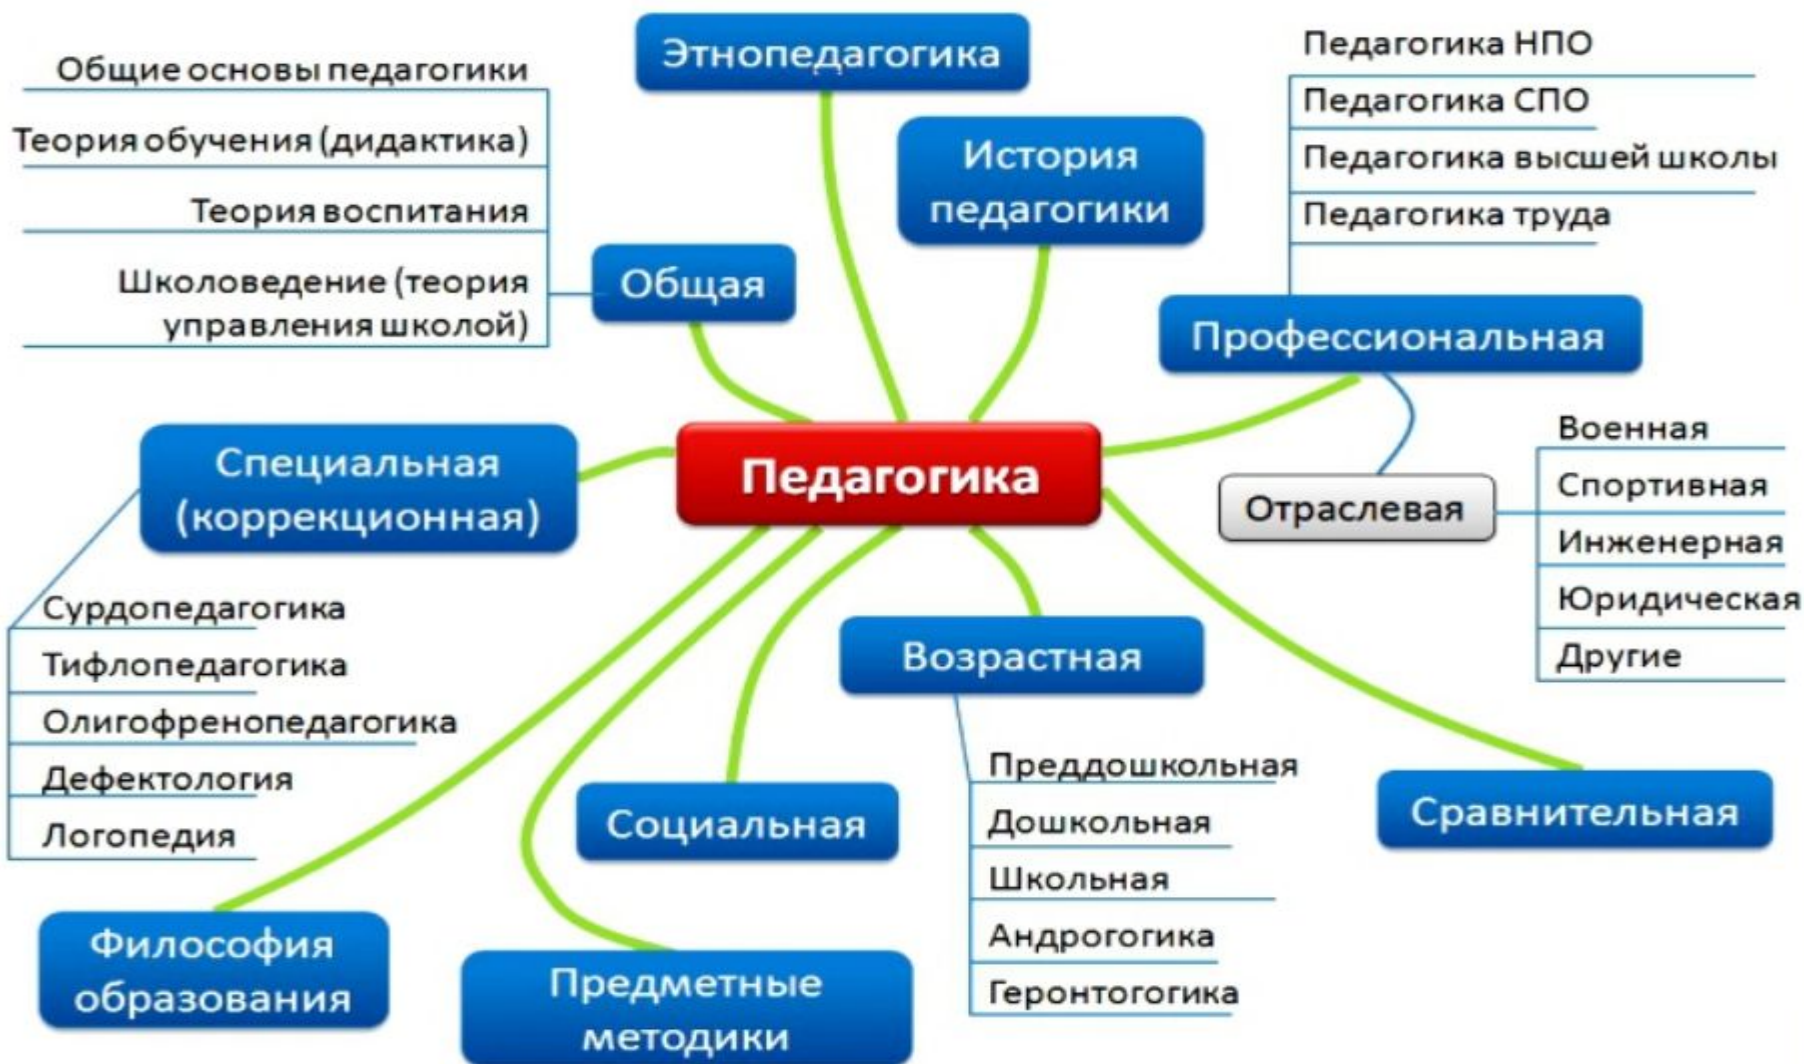 Этнопедагогика
Общие основы педагогики
Теория обучения (дидактика)
Теория воспитания
Школоведение (теория
управления школой)
Общая
История
педагогики
Педагогика НПО
Педагогика СПО
Педагогика высшей школы
Педагогика труда
Профессиональная
Специальная
(коррекционная)
Педагогика
Отраслевая
Военная
Спортивная
Инженерная
Юридическая
Другие
Сурдопедагогика
Тифлопедагогика
Олигофренопедагогика
Дефектология
Логопедия
Возрастная
Преддошкольная
Дошкольная
Школьная
Андрогогика
Геронтогогика
Социальная
Сравнительная
Философия
образования
Предметные
методики